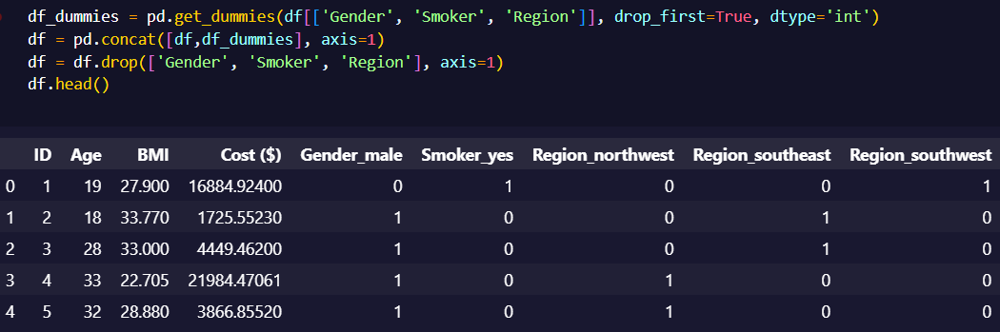 df_dummies = pd.get_dummies(df[['Gender', 'Smoker', 'Region']], drop_first=True, dtype='int')
df = pd.concat([df,df_dummies], axis=1)
df = df.drop(['Gender', 'Smoker', 'Region'], axis=1)
df.head()
ID Age BMI Cost ($) Gender_male Smoker_yes Region_northwest Region_southeast Region_southwest
0 1 19 27.900 16884.92400 0 1 0 0 1
1 2 18 33.770 1725.55230 1 0 0 1 0
2 3 28 33.000 4449.46200 1 0 0 1 0
3 4 33 22.705 21984.47061 1 0 1 0 0
4 5 32 28.880 3866.85520 1 0 1 0 0